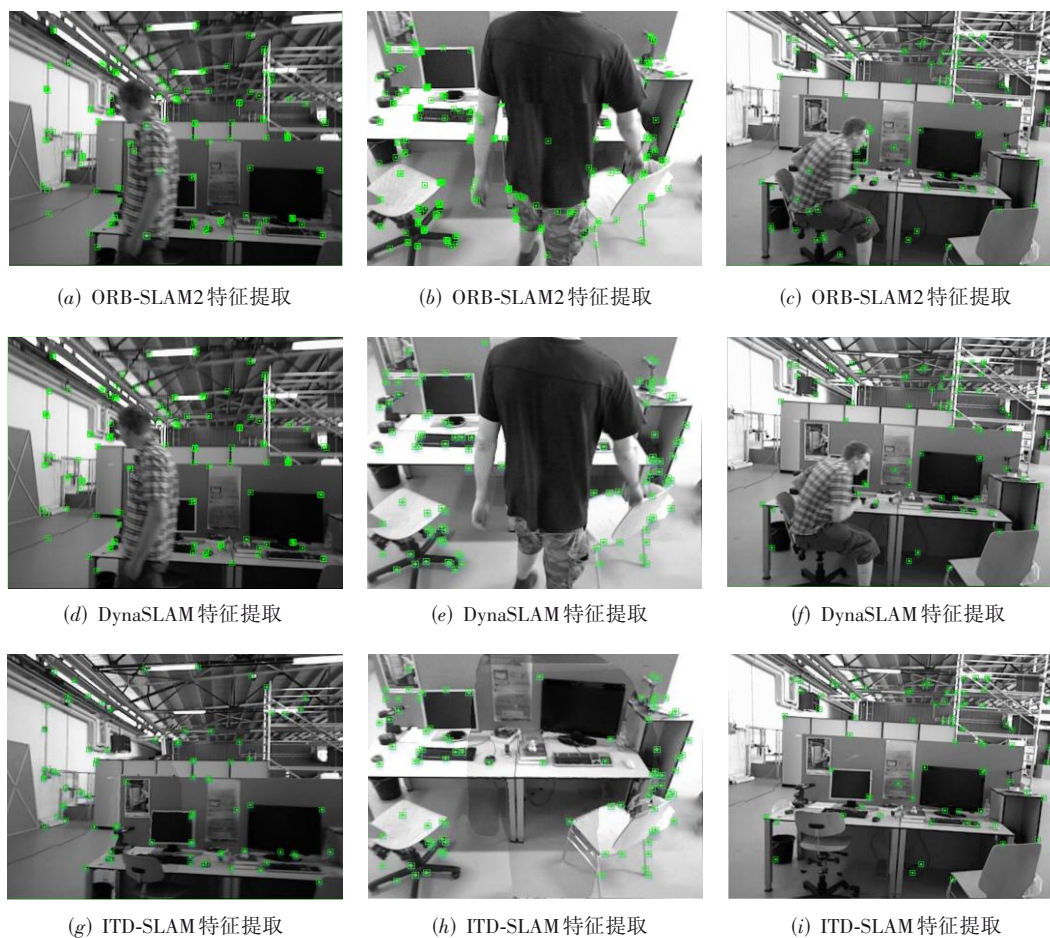 (a) ORB-SLAM2特征提取
(b) ORB-SLAM2特征提取
(c) ORB-SLAM2特征提取
(d) DynaSLAM特征提取
(e) DynaSLAM特征提取
(f) DynaSLAM特征提取
(g) ITD-SLAM特征提取
(h) ITD-SLAM特征提取
(i) ITD-SLAM特征提取